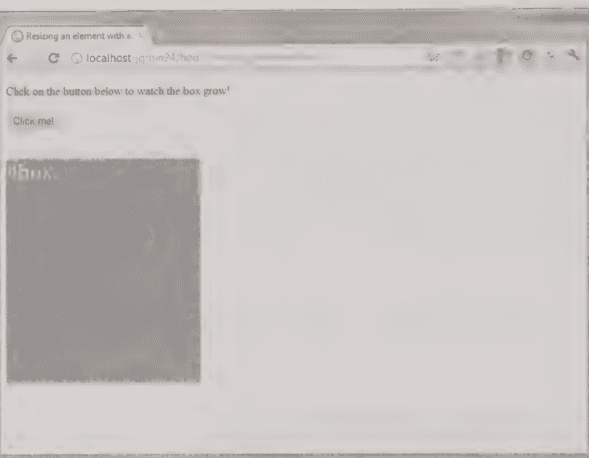 Resizing an element with a
localhost
Click on the button below to watch the box grow!
Click me!
#box